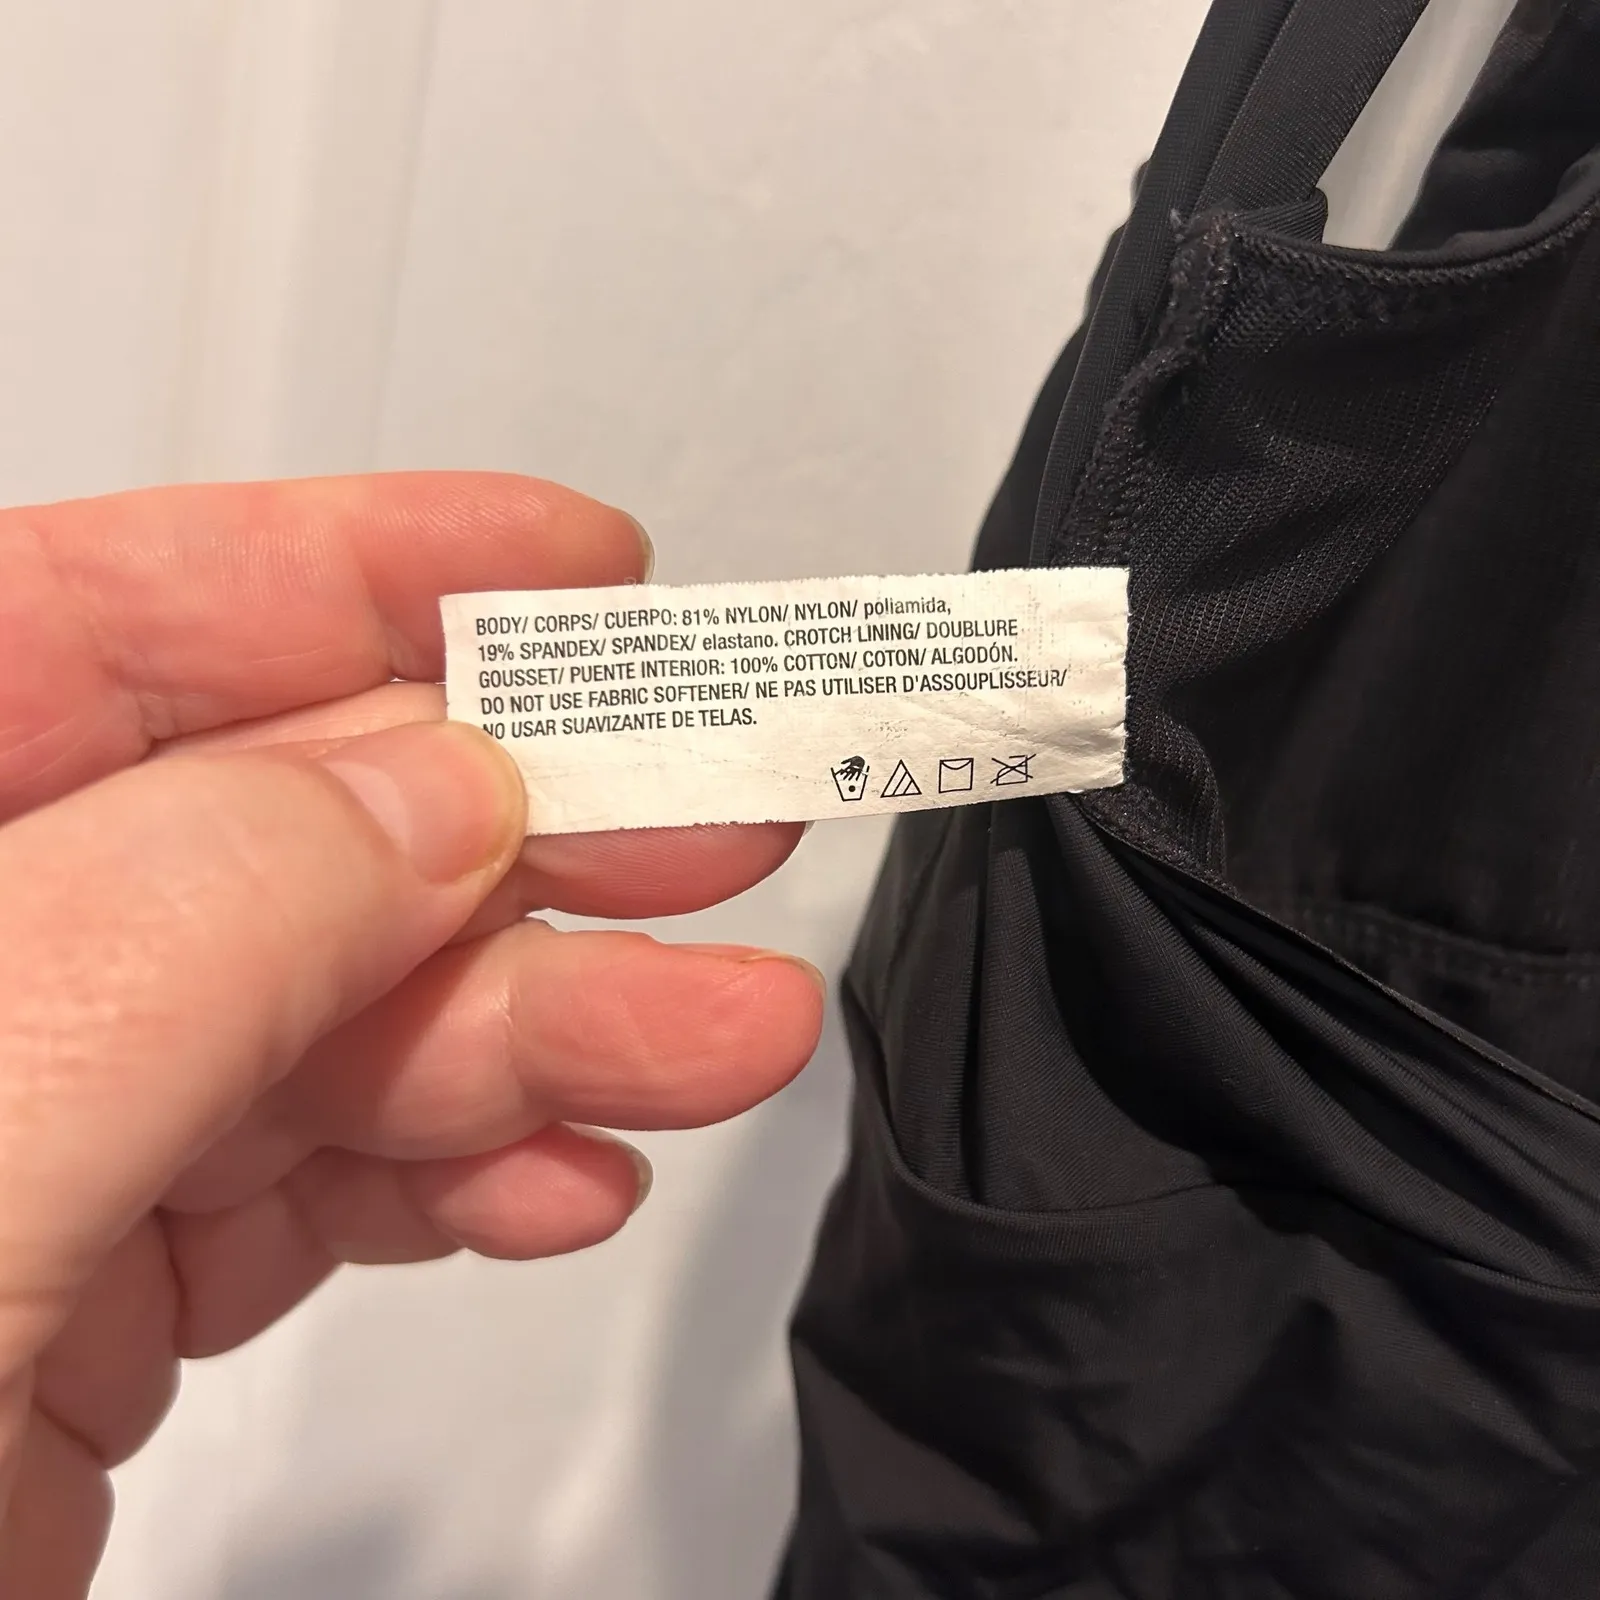 BODY/ CORPS/ CUERPO: 81% NYLON/ NYLON/ poliamida,
19% SPANDEX/ SPANDEX/ elastano. CROTCH LINING/ DOUBLURE
GOUSSET/ PUENTE INTERIOR: 100% COTTON/ COTON/ ALGODÓN.
DO NOT USE FABRIC SOFTENER/ NE PAS UTILISER D'ASSOUPLISSEUR/
NO USAR SUAVIZANTE DE TELAS.